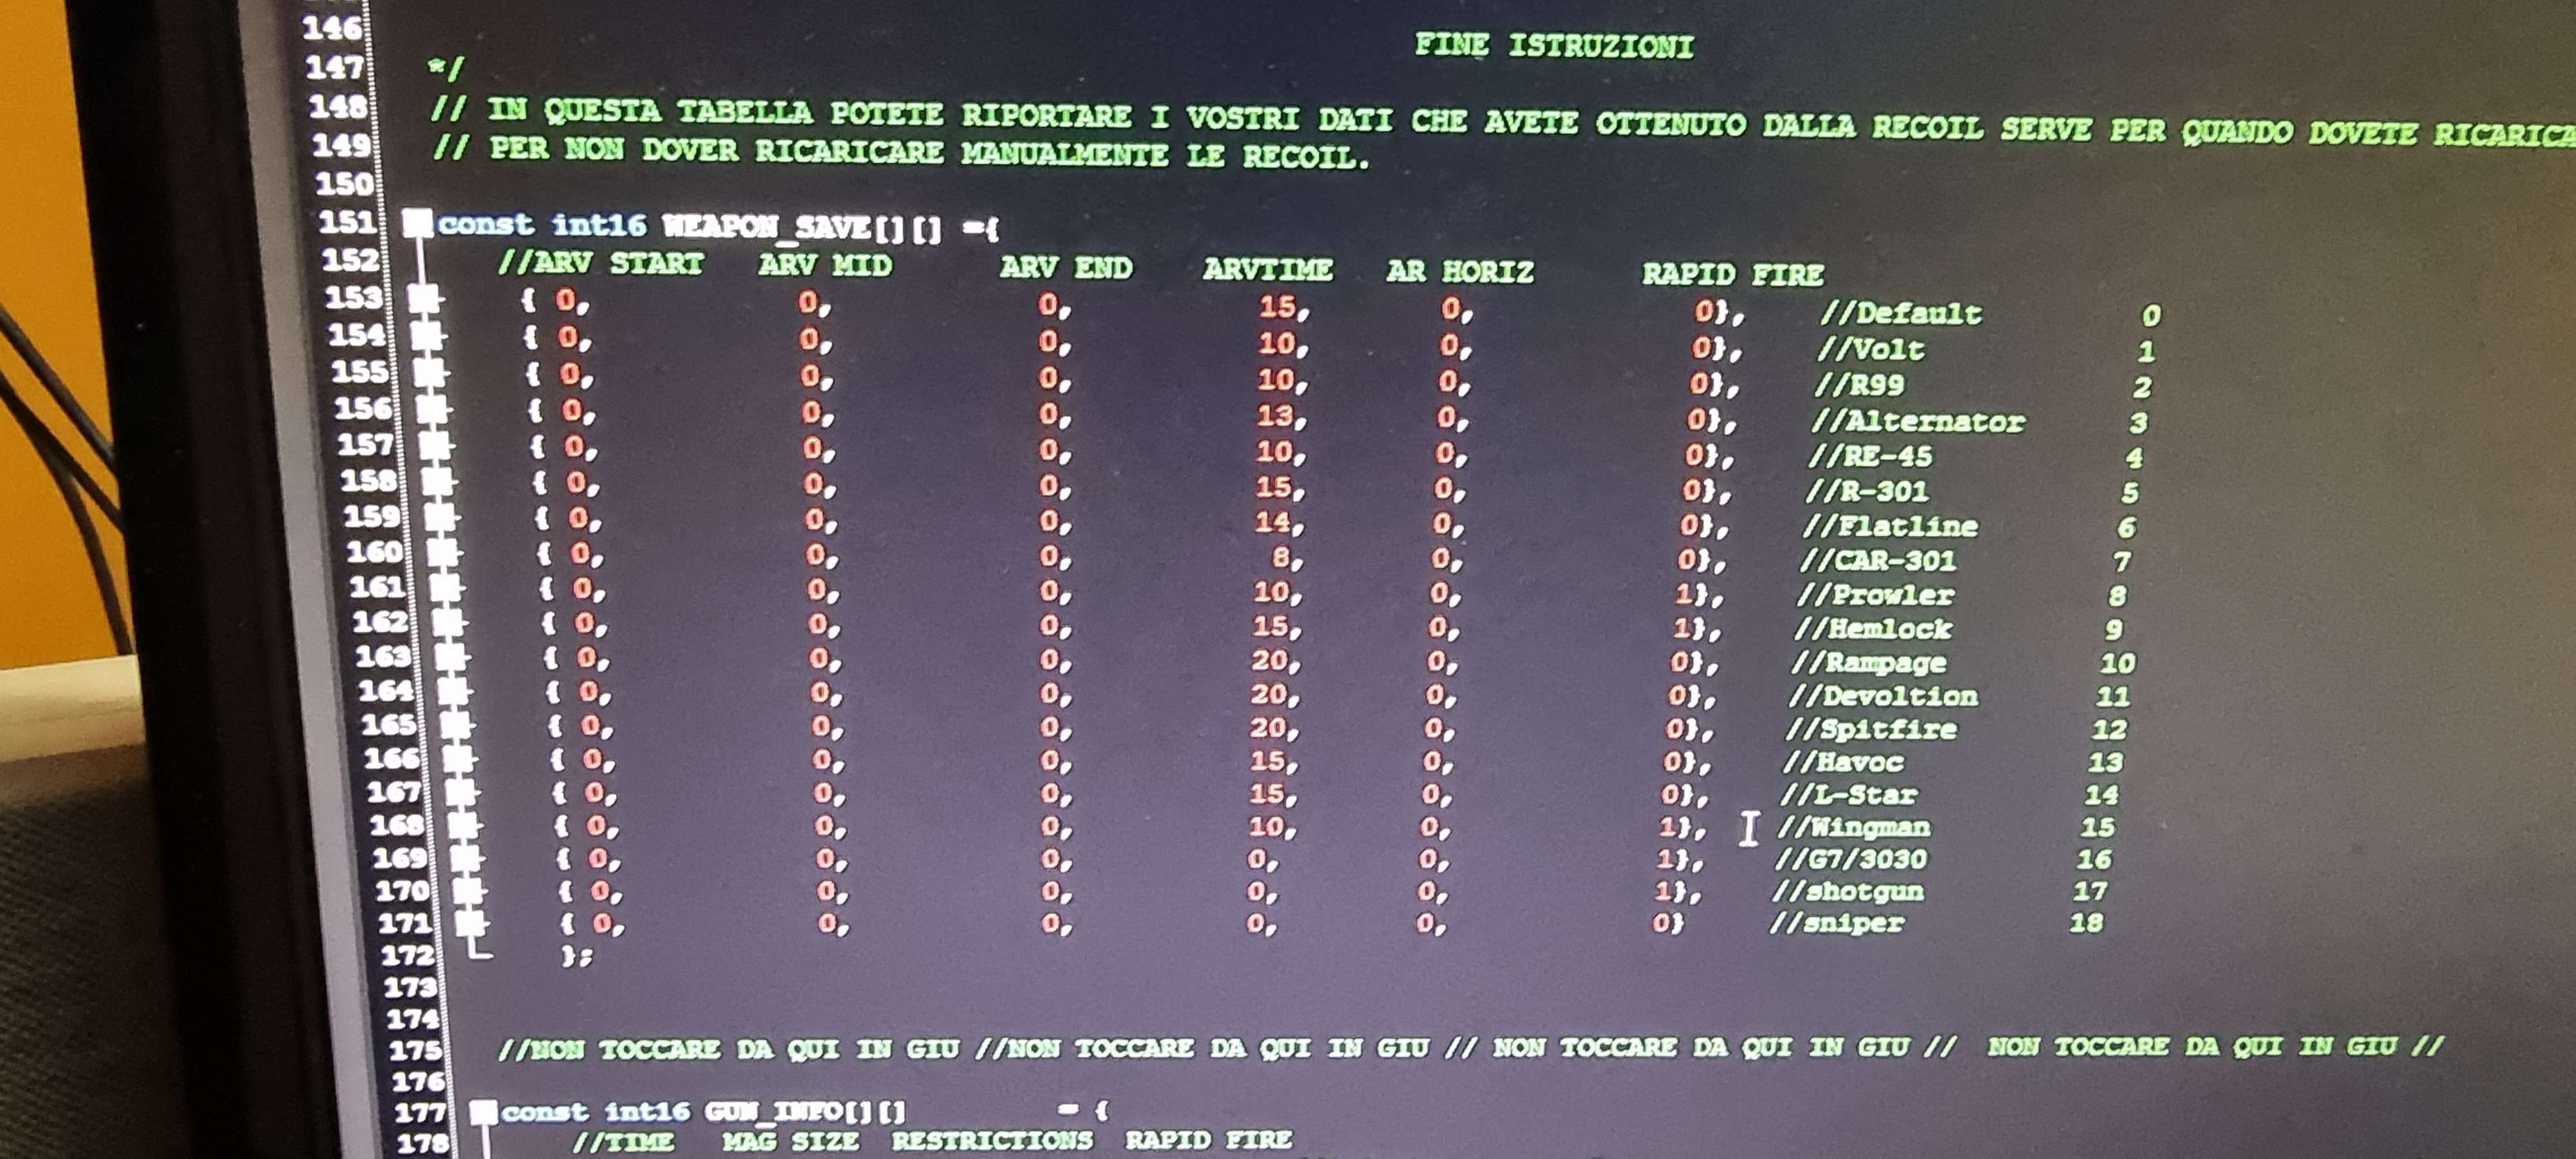 146 FINE ISTRUZIONI
147 */
148 // IN QUESTA TABELLA POTETE RIPORTARE I VOSTRI DATI CHE AVETE OTTENUTO DALLA RECOIL SERVE PER QUANDO DOVETE RICARICA
149 // PER NON DOVER RICARICARE MANUALMENTE LE RECOIL.
150
151 const int16 WEAPON_SAVE[][] ={
152 //ARV START ARV MID ARV END ARVTIME AR HORIZ RAPID FIRE
153 { 0, 0, 0, 15, 0, 0}, //Default 0
154 { 0, 0, 0, 10, 0, 0}, //Volt 1
155 { 0, 0, 0, 10, 0, 0}, //R99 2
156 { 0, 0, 0, 13, 0, 0}, //Alternator 3
157 { 0, 0, 0, 10, 0, 0}, //RE-45 4
158 { 0, 0, 0, 15, 0, 0}, //R-301 5
159 { 0, 0, 0, 14, 0, 0}, //Flatline 6
160 { 0, 0, 0, 8, 0, 0}, //CAR-301 7
161 { 0, 0, 0, 10, 0, 1}, //Prowler 8
162 { 0, 0, 0, 15, 0, 1}, //Hemlock 9
163 { 0, 0, 0, 20, 0, 0}, //Rampage 10
164 { 0, 0, 0, 20, 0, 0}, //Devoltion 11
165 { 0, 0, 0, 20, 0, 0}, //Spitfire 12
166 { 0, 0, 0, 15, 0, 0}, //Havoc 13
167 { 0, 0, 0, 15, 0, 0}, //L-Star 14
168 { 0, 0, 0, 10, 0, 1}, //Wingman 15
169 { 0, 0, 0, 0, 0, 1}, //G7/3030 16
170 { 0, 0, 0, 0, 0, 1}, //shotgun 17
171 { 0, 0, 0, 0, 0, 0} //sniper 18
172 };
173
174
175 //NON TOCCARE DA QUI IN GIU //NON TOCCARE DA QUI IN GIU // NON TOCCARE DA QUI IN GIU // NON TOCCARE DA QUI IN GIU //
176
177 const int16 GUN_INFO[][] = {
178 //TIME MAG SIZE RESTRICTIONS RAPID FIRE